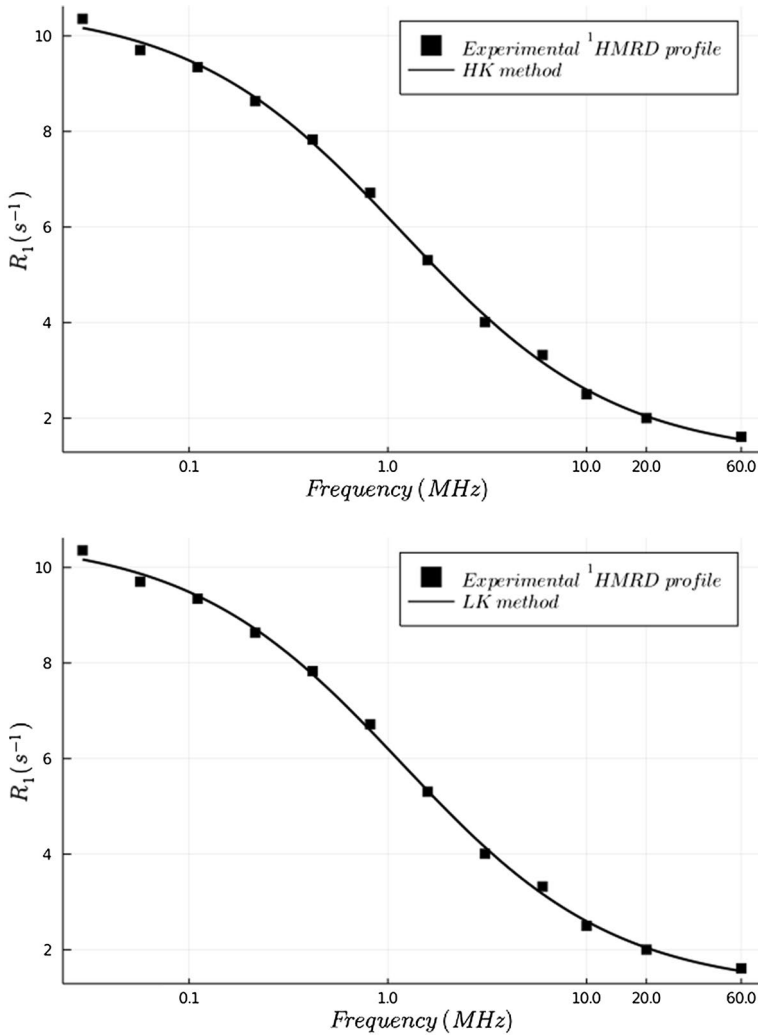 10
8
6
4
2
R₁(s⁻¹)
Experimental ¹HMRD profile
HK method
0.1 1.0 10.0 20.0 60.0
Frequency (MHz)
10
8
6
4
2
R₁(s⁻¹)
Experimental ¹HMRD profile
LK method
0.1 1.0 10.0 20.0 60.0
Frequency (MHz)